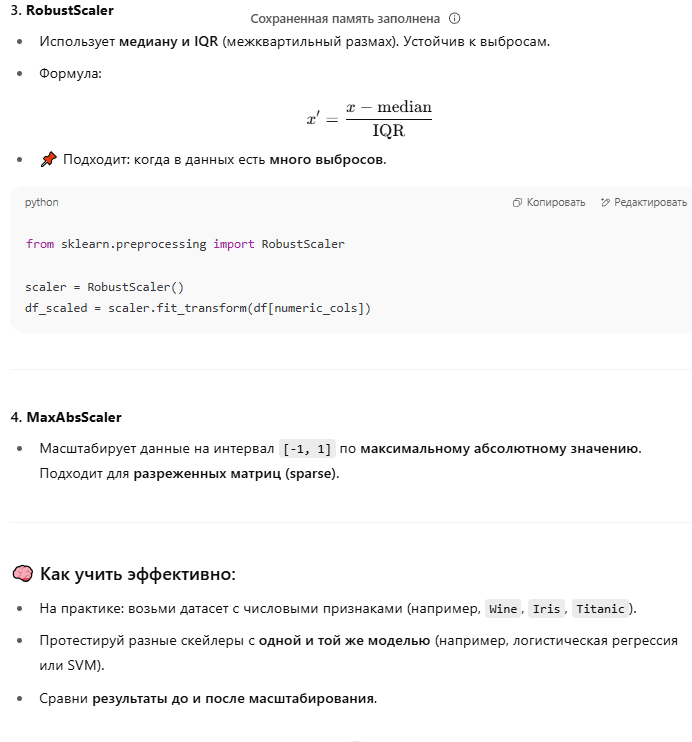 3. RobustScaler
Сохраненная память заполнена
• Использует медиану и IQR (межквартильный размах). Устойчив к выбросам.
• Формула:
x′ = (x − median) / IQR
• 📌 Подходит: когда в данных есть много выбросов.
python
Копировать
Редактировать
from sklearn.preprocessing import RobustScaler
scaler = RobustScaler()
df_scaled = scaler.fit_transform(df[numeric_cols])
4. MaxAbsScaler
• Масштабирует данные на интервал [-1, 1] по максимальному абсолютному значению.
Подходит для разреженных матриц (sparse).
🧠 Как учить эффективно:
• На практике: возьми датасет с числовыми признаками (например, Wine, Iris, Titanic).
• Протестируй разные скейлеры с одной и той же моделью (например, логистическая регрессия
или SVM).
• Сравни результаты до и после масштабирования.